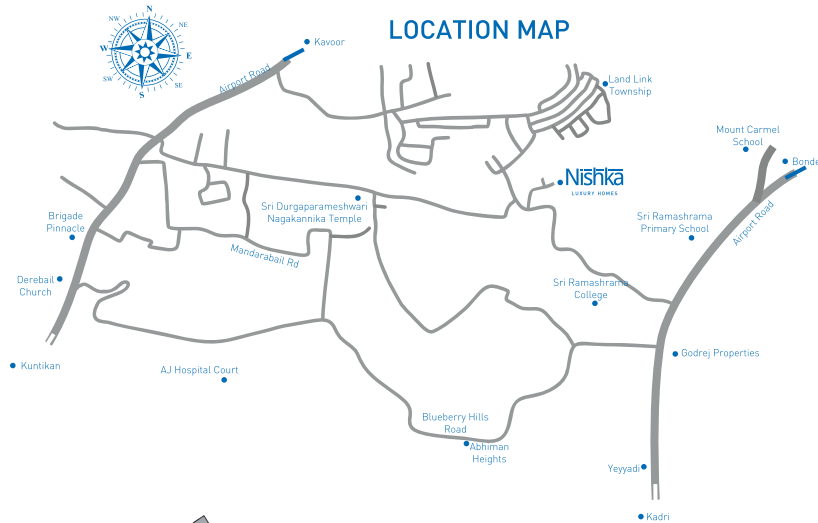 LOCATION MAP
N
NW
NE
W
E
SW
SE
S
Kavoor
Airport Road
Land Link
Township
Mount Carmel
School
Bonde
Nishka
LUXURY HOMES
Sri Durgaparameshwari
Nagakannika Temple
Brigade
Pinnacle
Sri Ramashrama
Primary School
Airport Road
Mandarabail Rd
Derebail
Church
Sri Ramashrama
College
Godrej Properties
Kuntikan
AJ Hospital Court
Blueberry Hills
Road
Abhiman
Heights
Yeyyadi
Kadri